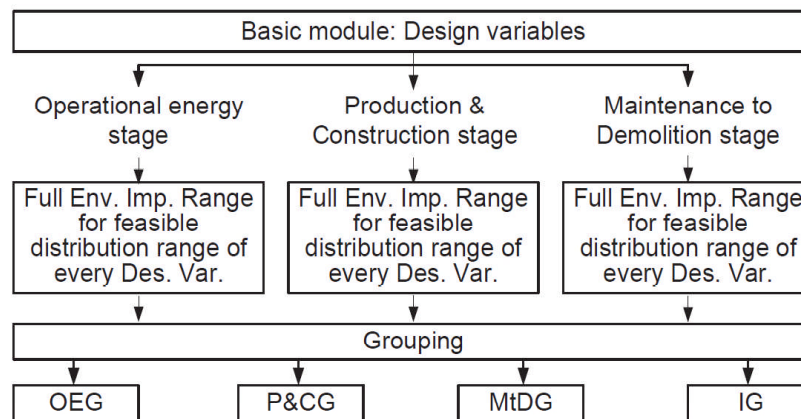 Basic module: Design variables
Operational energy
stage
Production &
Construction stage
Maintenance to
Demolition stage
Full Env. Imp. Range
for feasible
distribution range of
every Des. Var.
Full Env. Imp. Range
for feasible
distribution range of
every Des. Var.
Full Env. Imp. Range
for feasible
distribution range of
every Des. Var.
Grouping
OEG
P&CG
MtDG
IG